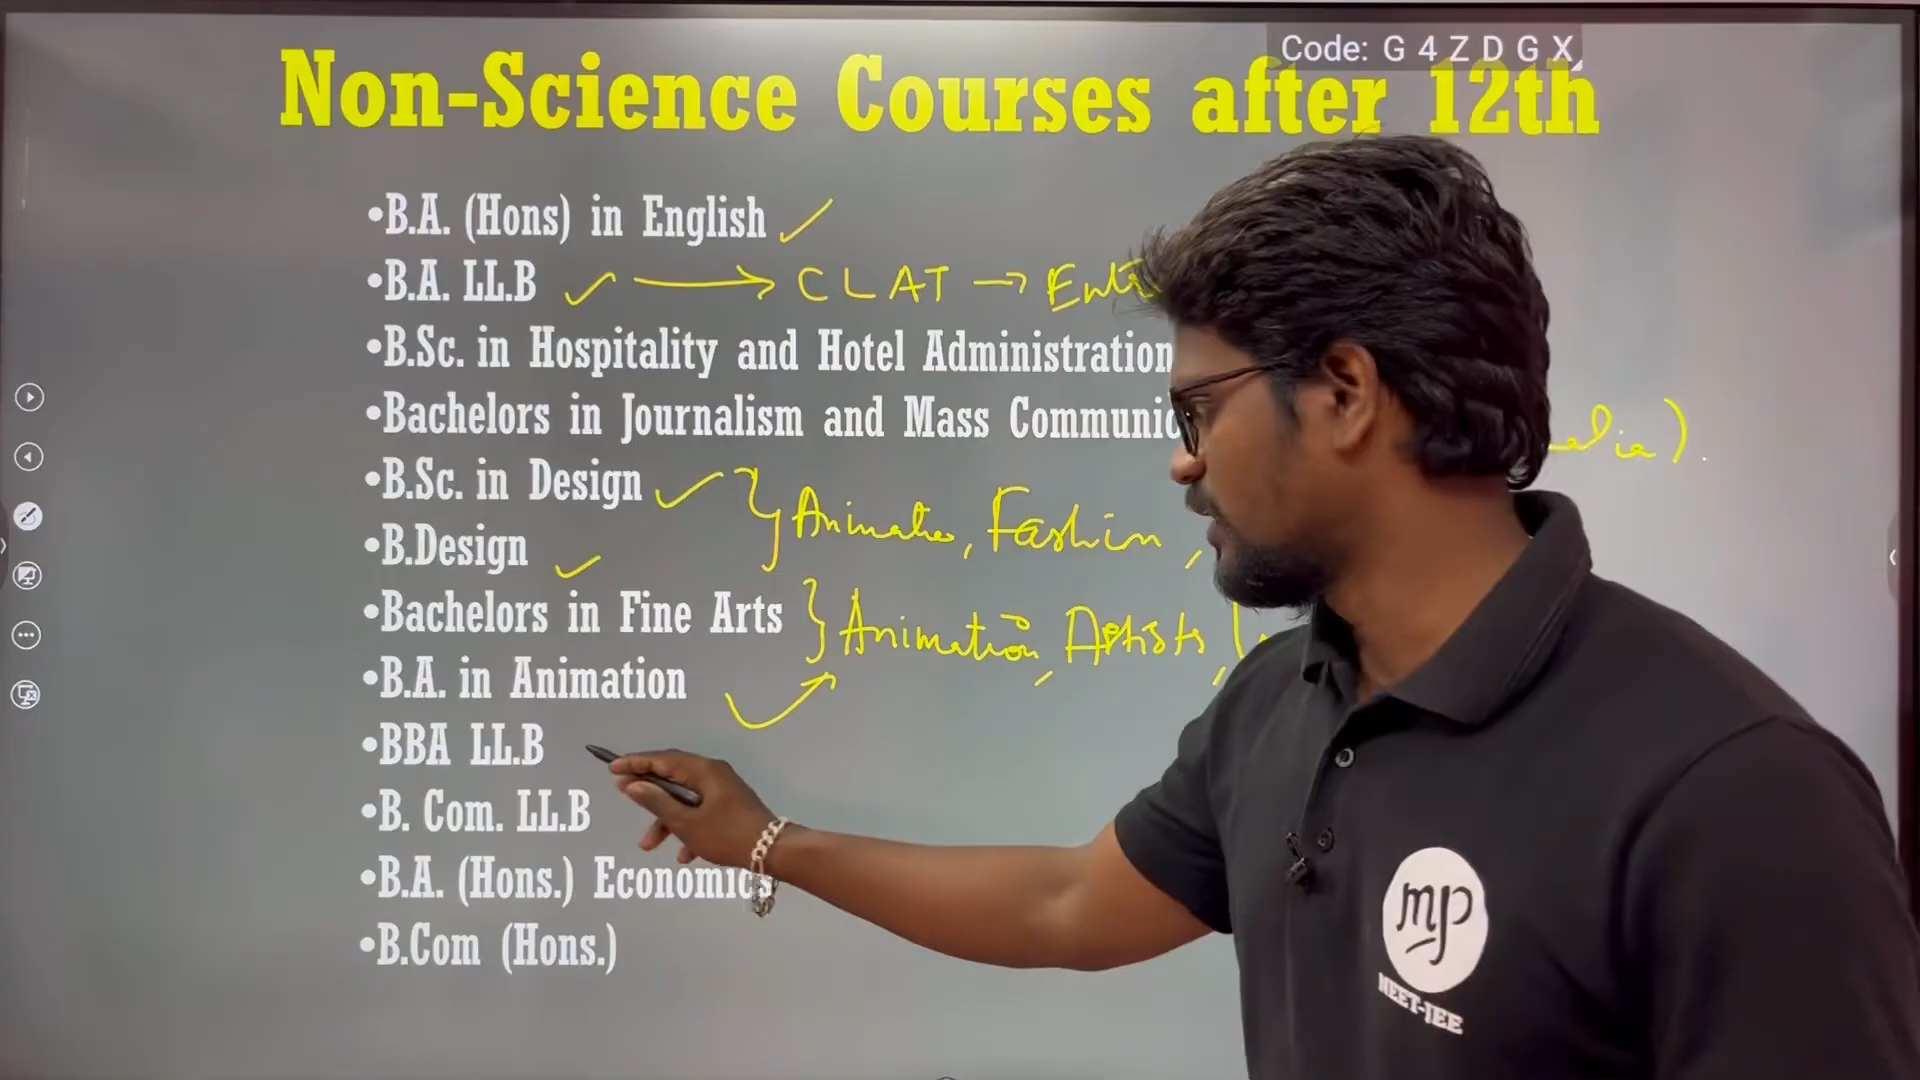 Code: G 4 Z D G X
Non-Science Courses after 12th
•B.A. (Hons) in English
•B.A. LL.B → CLAT →
•B.Sc. in Hospitality and Hotel Administration
•Bachelors in Journalism and Mass
•B.Sc. in Design
Fashion,
•B.Design
•Bachelors in Fine Arts
Animation, Artists,
•B.A. in Animation
•BBA LL.B
•B. Com. LL.B
•B.A. (Hons.) Economics
•B.Com (Hons.)
mp
NEET-JEE